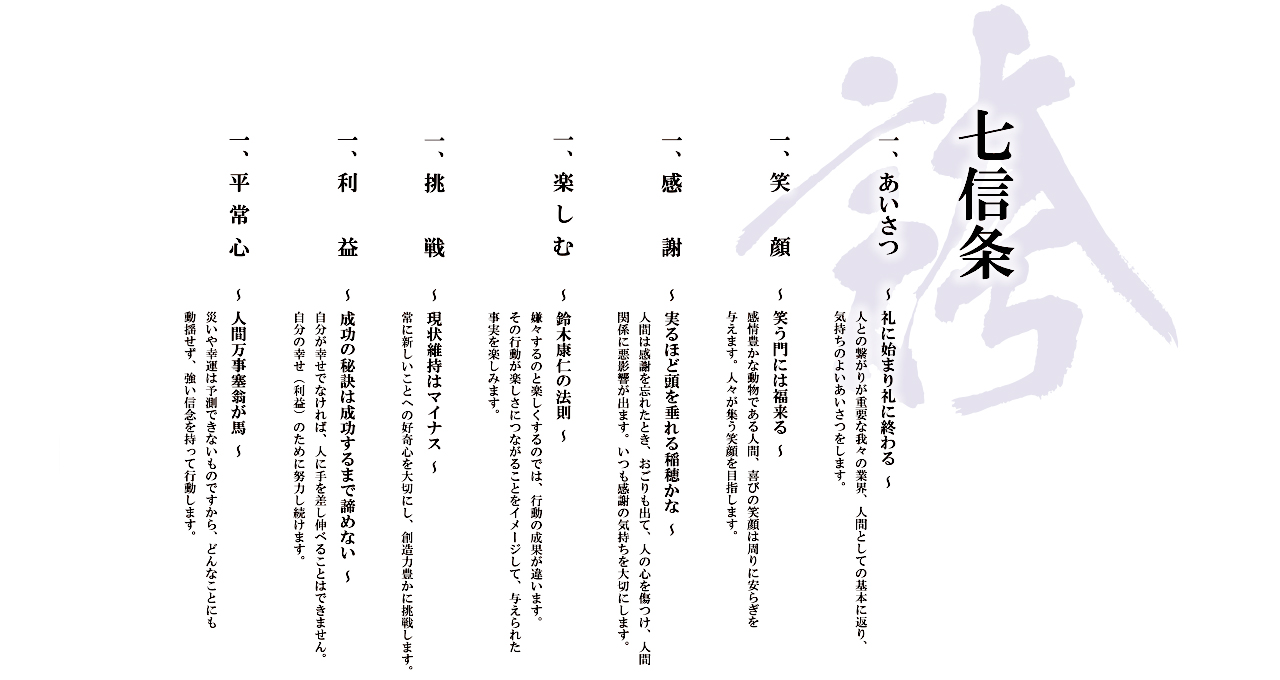 誇
七信条
一、あいさつ ～礼に始まり礼に終わる～
人との繋がりが重要な我々の業界、人間としての基本に返り、
気持ちのよいあいさつをします。
一、笑 顔 ～笑う門には福来る～
感情豊かな動物である人間、喜びの笑顔は周りに安らぎを
与えます。人々が集う笑顔を目指します。
一、感 謝 ～実るほど頭を垂れる稲穂かな～
人間は感謝を忘れたとき、おごりも出て、人の心を傷つけ、人間
関係に悪影響が出ます。いつも感謝の気持ちを大切にします。
一、楽しむ ～鈴木康仁の法則～
嫌々するのと楽しくするのでは、行動の成果が違います。
その行動が楽しさにつながることをイメージして、与えられた
事実を楽しみます。
一、挑 戦 ～現状維持はマイナス～
常に新しいことへの好奇心を大切にし、創造力豊かに挑戦します。
一、利 益 ～成功の秘訣は成功するまで諦めない～
自分が幸せでなければ、人に手を差し伸べることはできません。
自分の幸せ（利益）のために努力し続けます。
一、平常心 ～人間万事塞翁が馬～
災いや幸運は予測できないものですから、どんなことにも
動揺せず、強い信念を持って行動します。